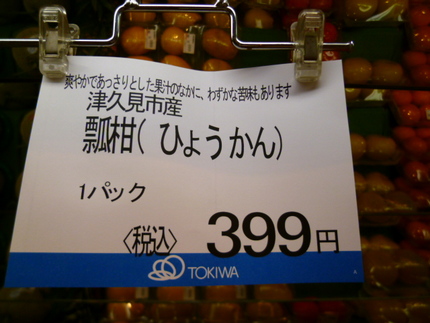 爽やかであっさりとした果汁のなかに、わずかな苦味もあります
津久見市産
瓢柑(ひょうかん)
1パック
〈税込〉399円
TOKIWA